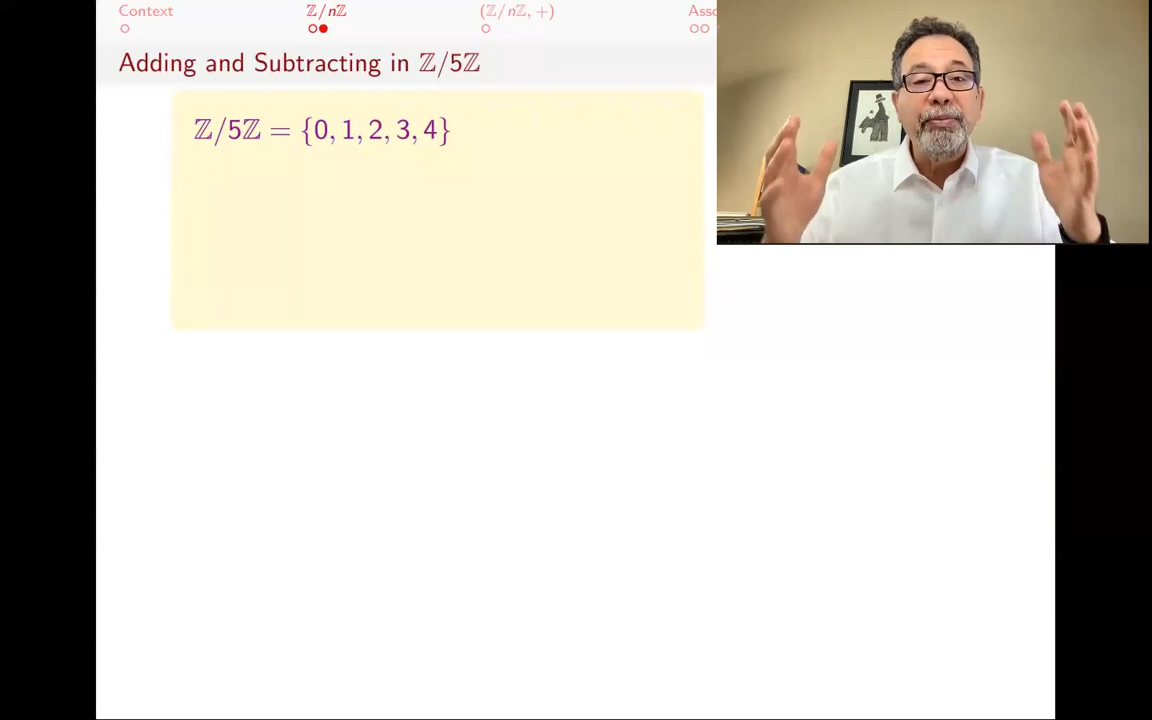 Context ℤ/nℤ (ℤ/nℤ, +)
Adding and Subtracting in ℤ/5ℤ
ℤ/5ℤ = {0, 1, 2, 3, 4}